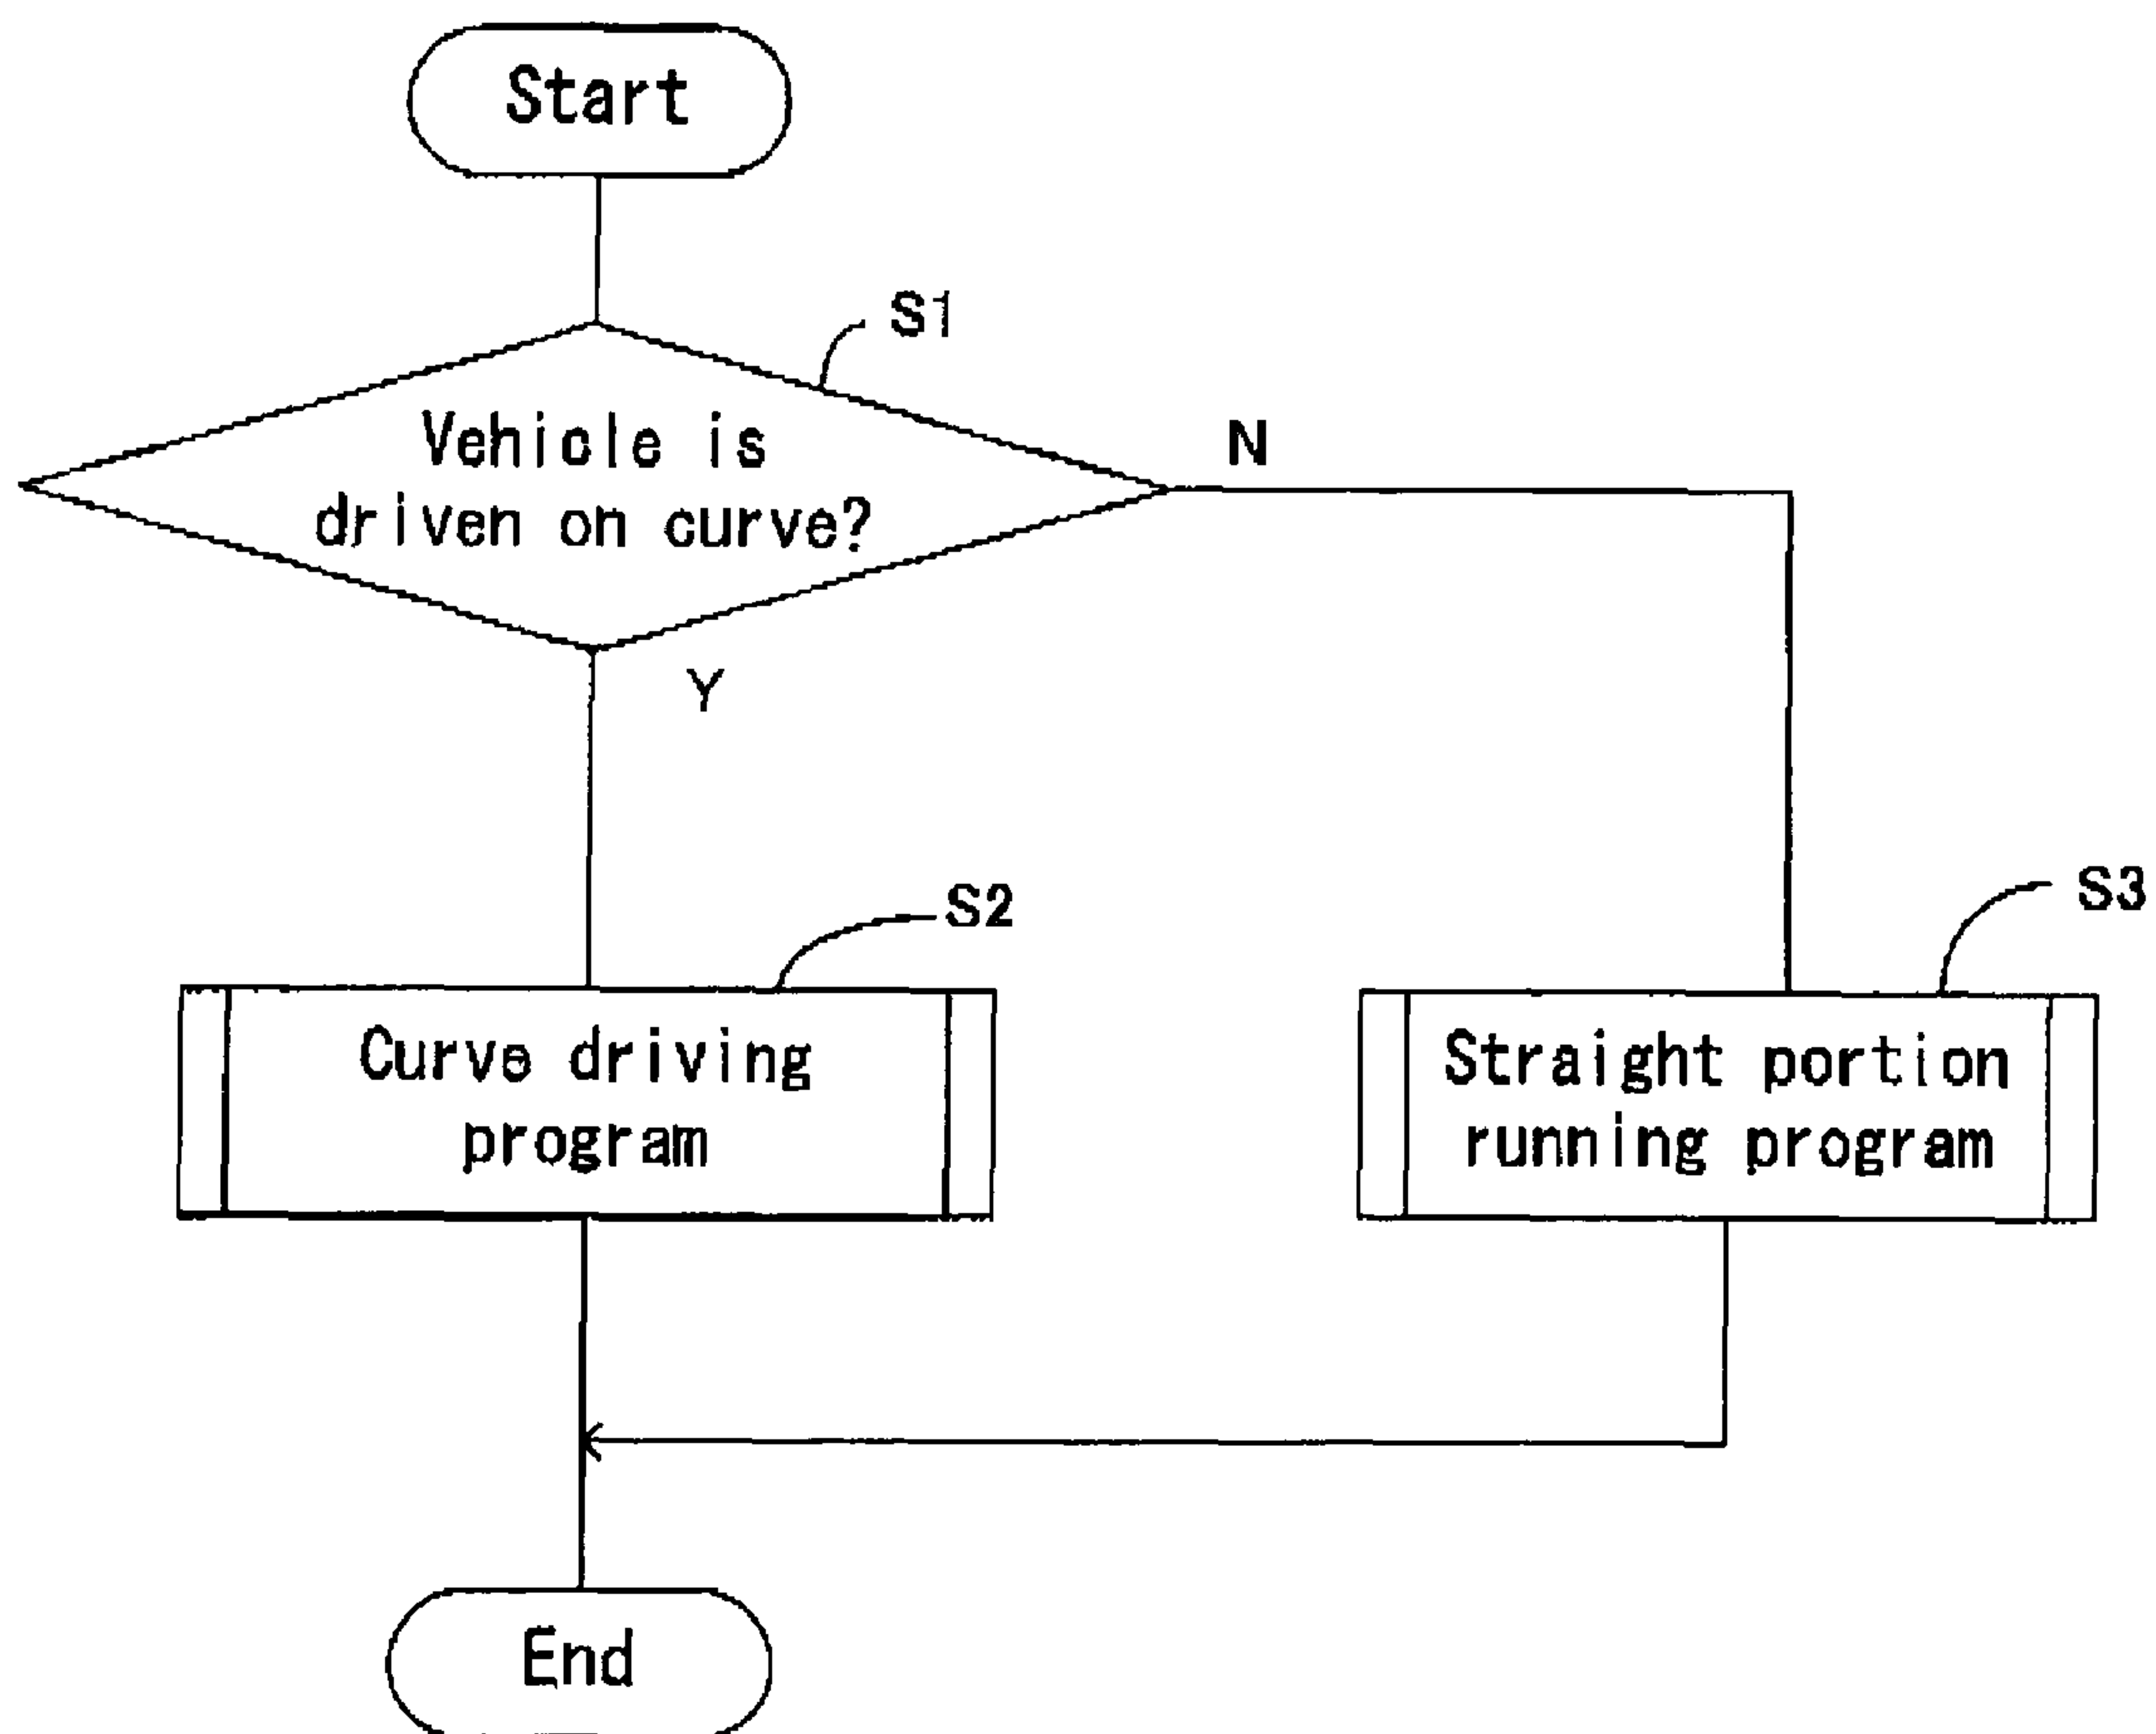 Start
S1
Vehicle is
driven on curve?
N
Y
S2
S3
Curve driving
program
Straight portion
running program
End